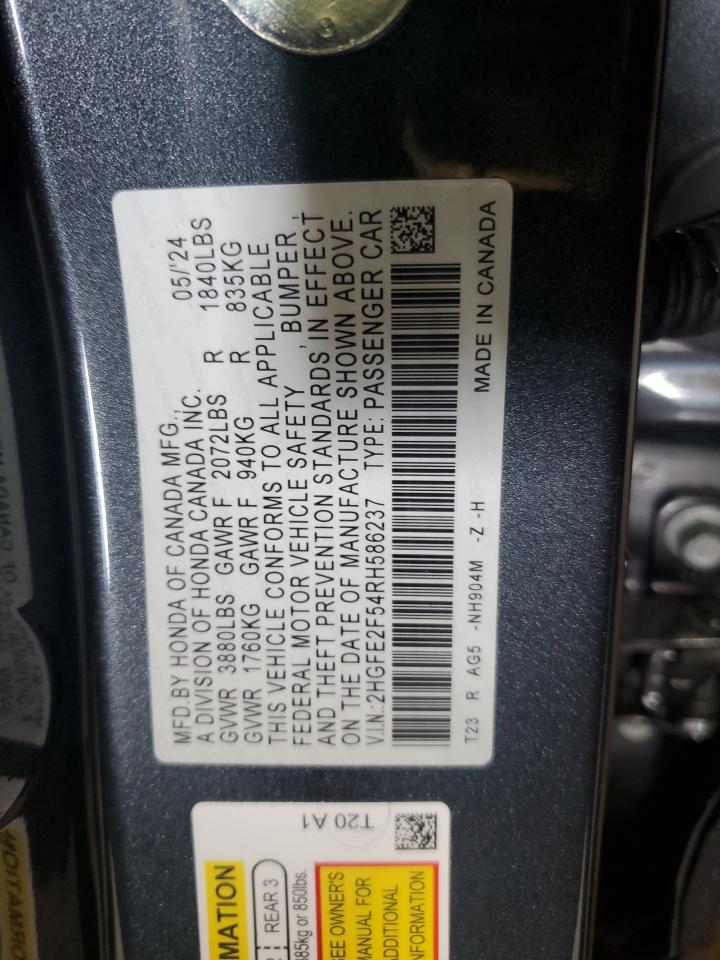 MFD.BY HONDA OF CANADA MFG., 05/'24
A DIVISION OF HONDA CANADA INC.
GVWR 3880LBS GAWR F 2072LBS R 1840LBS
GVWR 1760KG GAWR F 940KG R 835KG
THIS VEHICLE CONFORMS TO ALL APPLICABLE
FEDERAL MOTOR VEHICLE SAFETY , BUMPER ,
AND THEFT PREVENTION STANDARDS IN EFFECT
ON THE DATE OF MANUFACTURE SHOWN ABOVE.
V.I.N:2HGFE2F54RH586237 TYPE: PASSENGER CAR
T23 R AG5 -NH904M -Z -H MADE IN CANADA
T20 A1
MATION
REAR 3
385kg or 850lbs.
SEE OWNER'S
MANUAL FOR
ADDITIONAL
INFORMATION